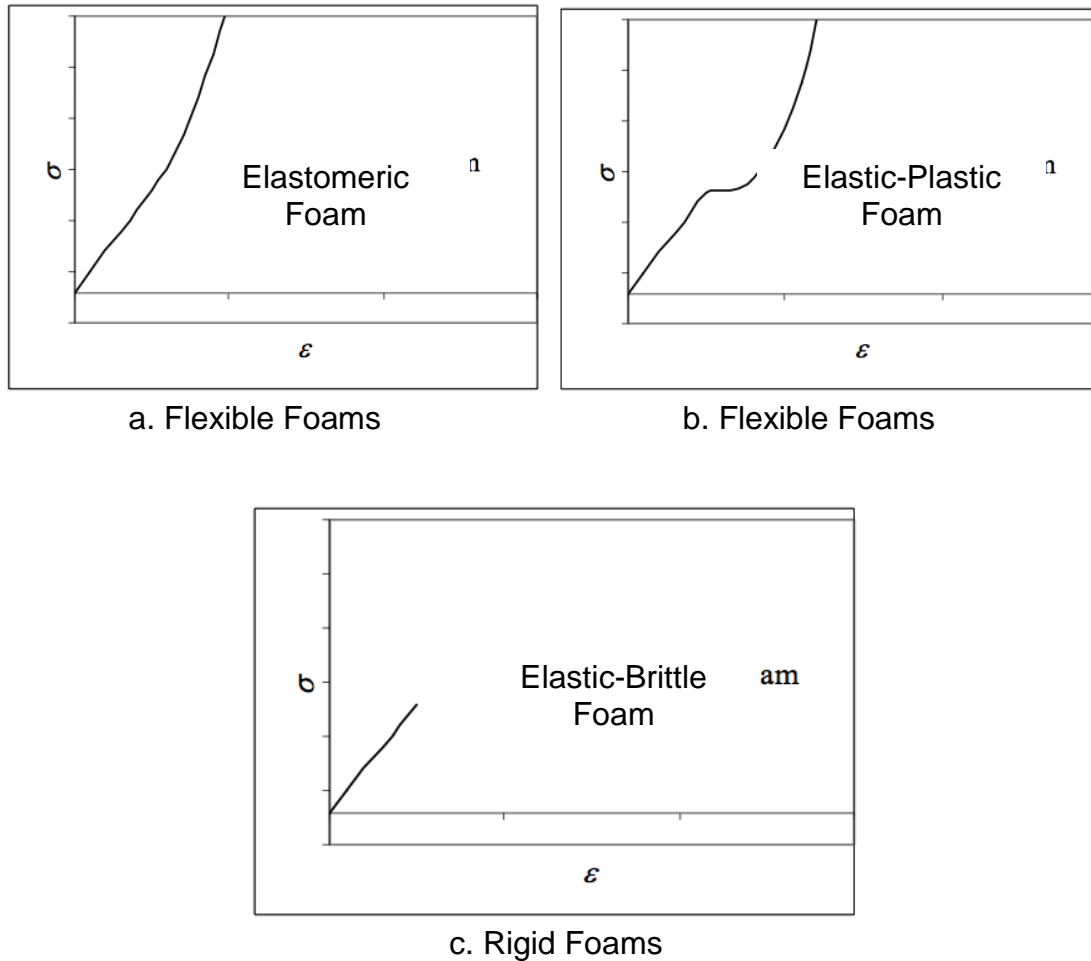 σ
Elastomeric
Foam
n
ε
a. Flexible Foams
σ
Elastic-Plastic
Foam
ε
b. Flexible Foams
σ
Elastic-Brittle
Foam
am
ε
c. Rigid Foams